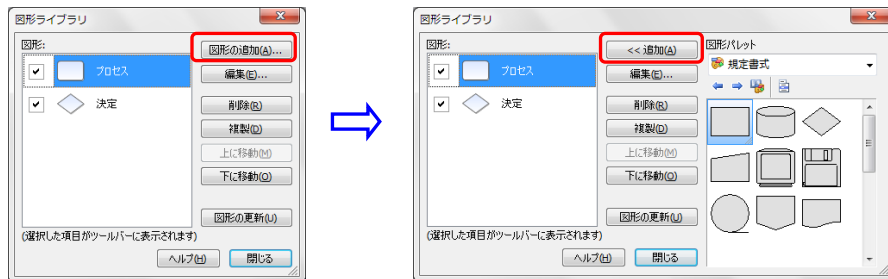 図形ライブラリ
図形:
プロセス
決定
図形の追加(A)...
編集(E)...
削除(R)
複製(D)
上に移動(M)
下に移動(O)
図形の更新(U)
(選択した項目がツールバーに表示されます)
ヘルプ(H)
閉じる
図形ライブラリ
図形:
プロセス
決定
<< 追加(A)
編集(E)...
削除(R)
複製(D)
上に移動(M)
下に移動(O)
図形の更新(U)
(選択した項目がツールバーに表示されます)
ヘルプ(H)
閉じる
図形パレット
規定書式